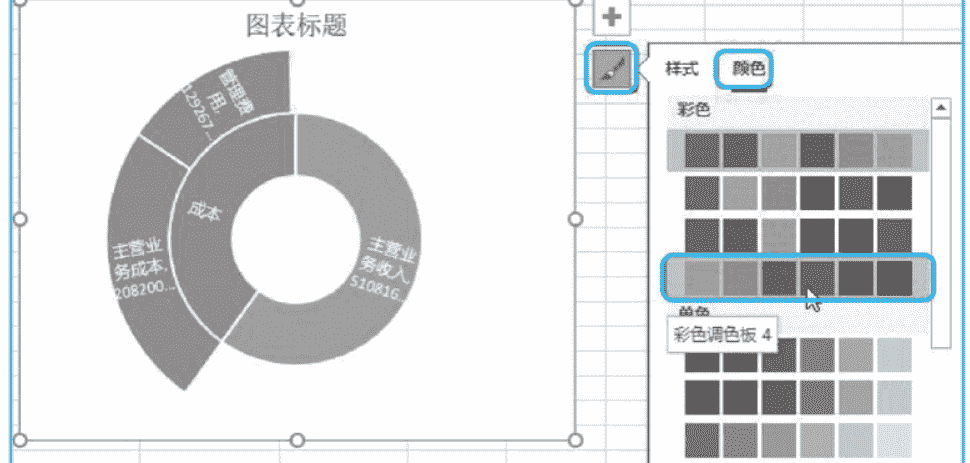 图表标题
管理费
用,
129267...
成本
主营业
务成本,
208200...
主营业
务收入,
510816...
样式
颜色
彩色
单色
彩色调色板 4